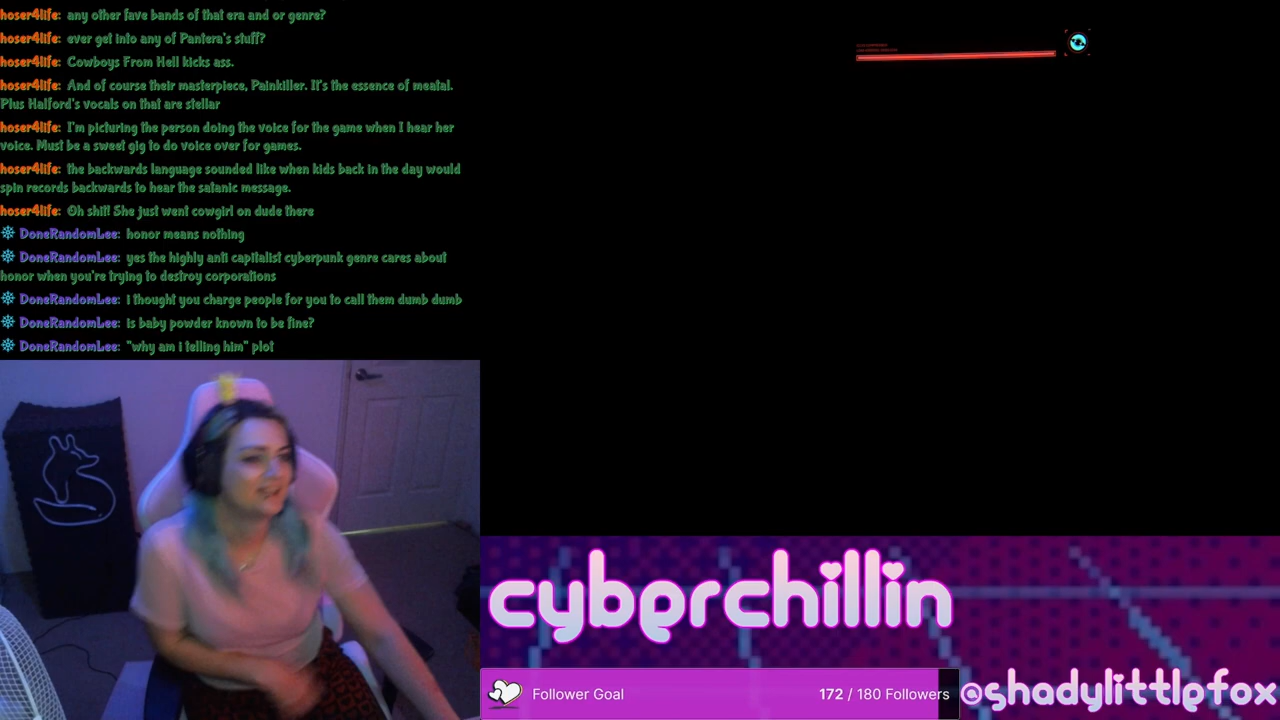 hoser4life: any other fave bands of that era and or genre?
hoser4life: ever get into any of Pantera's stuff?
hoser4life: Cowboys From Hell kicks ass.
hoser4life: And of course their masterpiece, Painkiller. It's the essence of meatal.
Plus Halford's vocals on that are stellar
hoser4life: I'm picturing the person doing the voice for the game when I hear her
voice. Must be a sweet gig to do voice over for games.
hoser4life: the backwards language sounded like when kids back in the day would
spin records backwards to hear the satanic message.
hoser4life: Oh shit! She just went cowgirl on dude there
DoneRandomLee: honor means nothing
DoneRandomLee: yes the highly anti capitalist cyberpunk genre cares about
honor when you're trying to destroy corporations
DoneRandomLee: i thought you charge people for you to call them dumb dumb
DoneRandomLee: is baby powder known to be fine?
DoneRandomLee: "why am i telling him" plot
cyberchillin
Follower Goal 172 / 180 Followers
@shadylittlefox